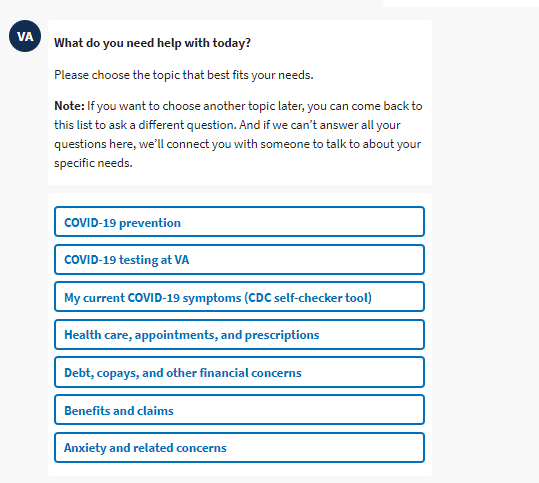 VA
What do you need help with today?
Please choose the topic that best fits your needs.
Note: If you want to choose another topic later, you can come back to
this list to ask a different question. And if we can’t answer all your
questions here, we’ll connect you with someone to talk to about your
specific needs.
COVID-19 prevention
COVID-19 testing at VA
My current COVID-19 symptoms (CDC self-checker tool)
Health care, appointments, and prescriptions
Debt, copays, and other financial concerns
Benefits and claims
Anxiety and related concerns